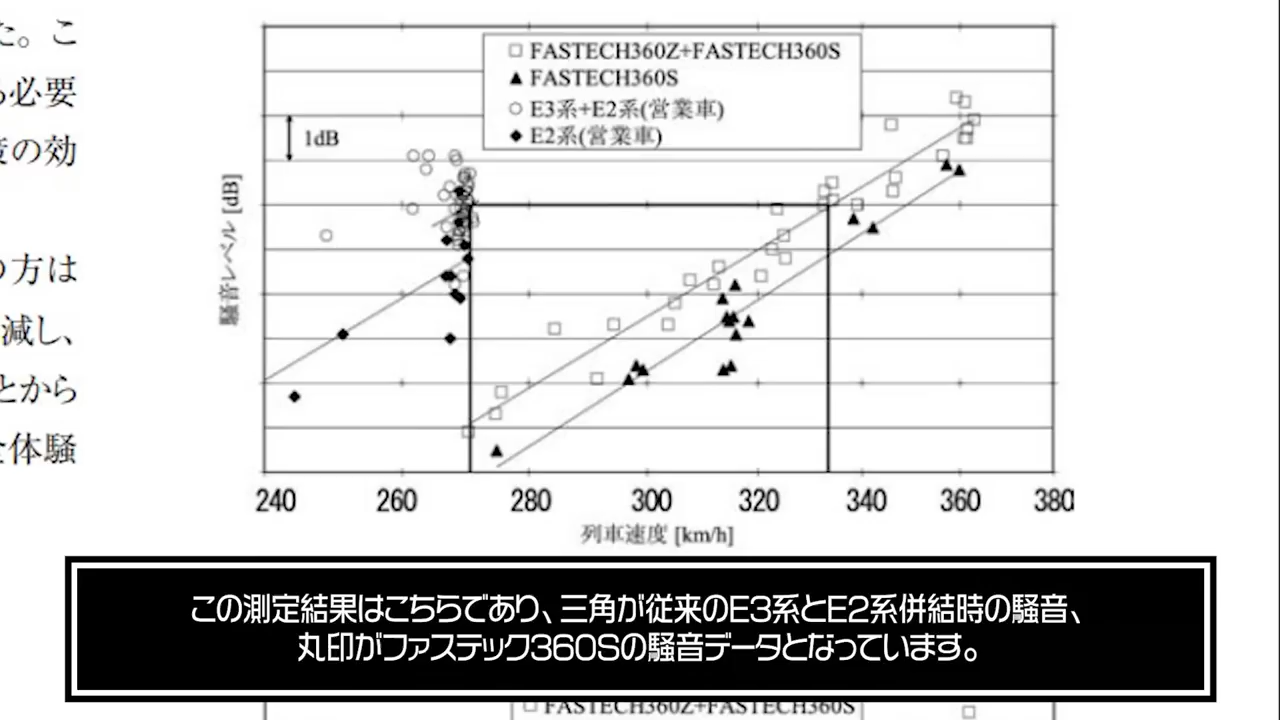 た。こ
る必要
度の効
の方は
減し、
とから
全体騒
FASTECH360Z+FASTECH360S
FASTECH360S
E3系+E2系(営業車)
E2系(営業車)
1dB
騒音レベル [dB]
240 260 280 300 320 340 360 380
列車速度 [km/h]
この測定結果はこちらであり、三角が従来のE3系とE2系併結時の騒音、
丸印がファステック360Sの騒音データとなっています。
FASTECH360Z+FASTECH360S